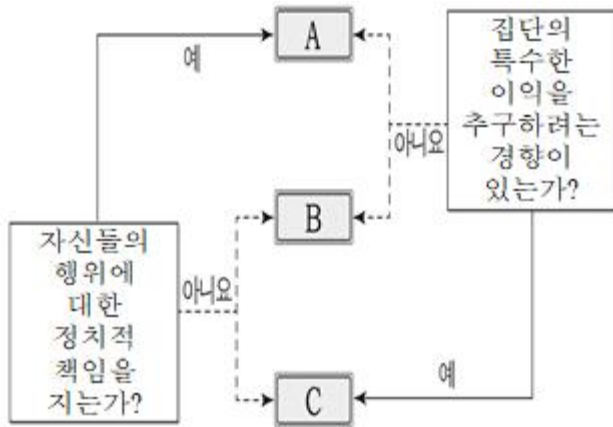 A
예
집단의
특수한
이익을
추구하려는
경향이
있는가?
아니요
B
자신들의
행위에
대한
정치적
책임을
지는가?
아니요
예
C